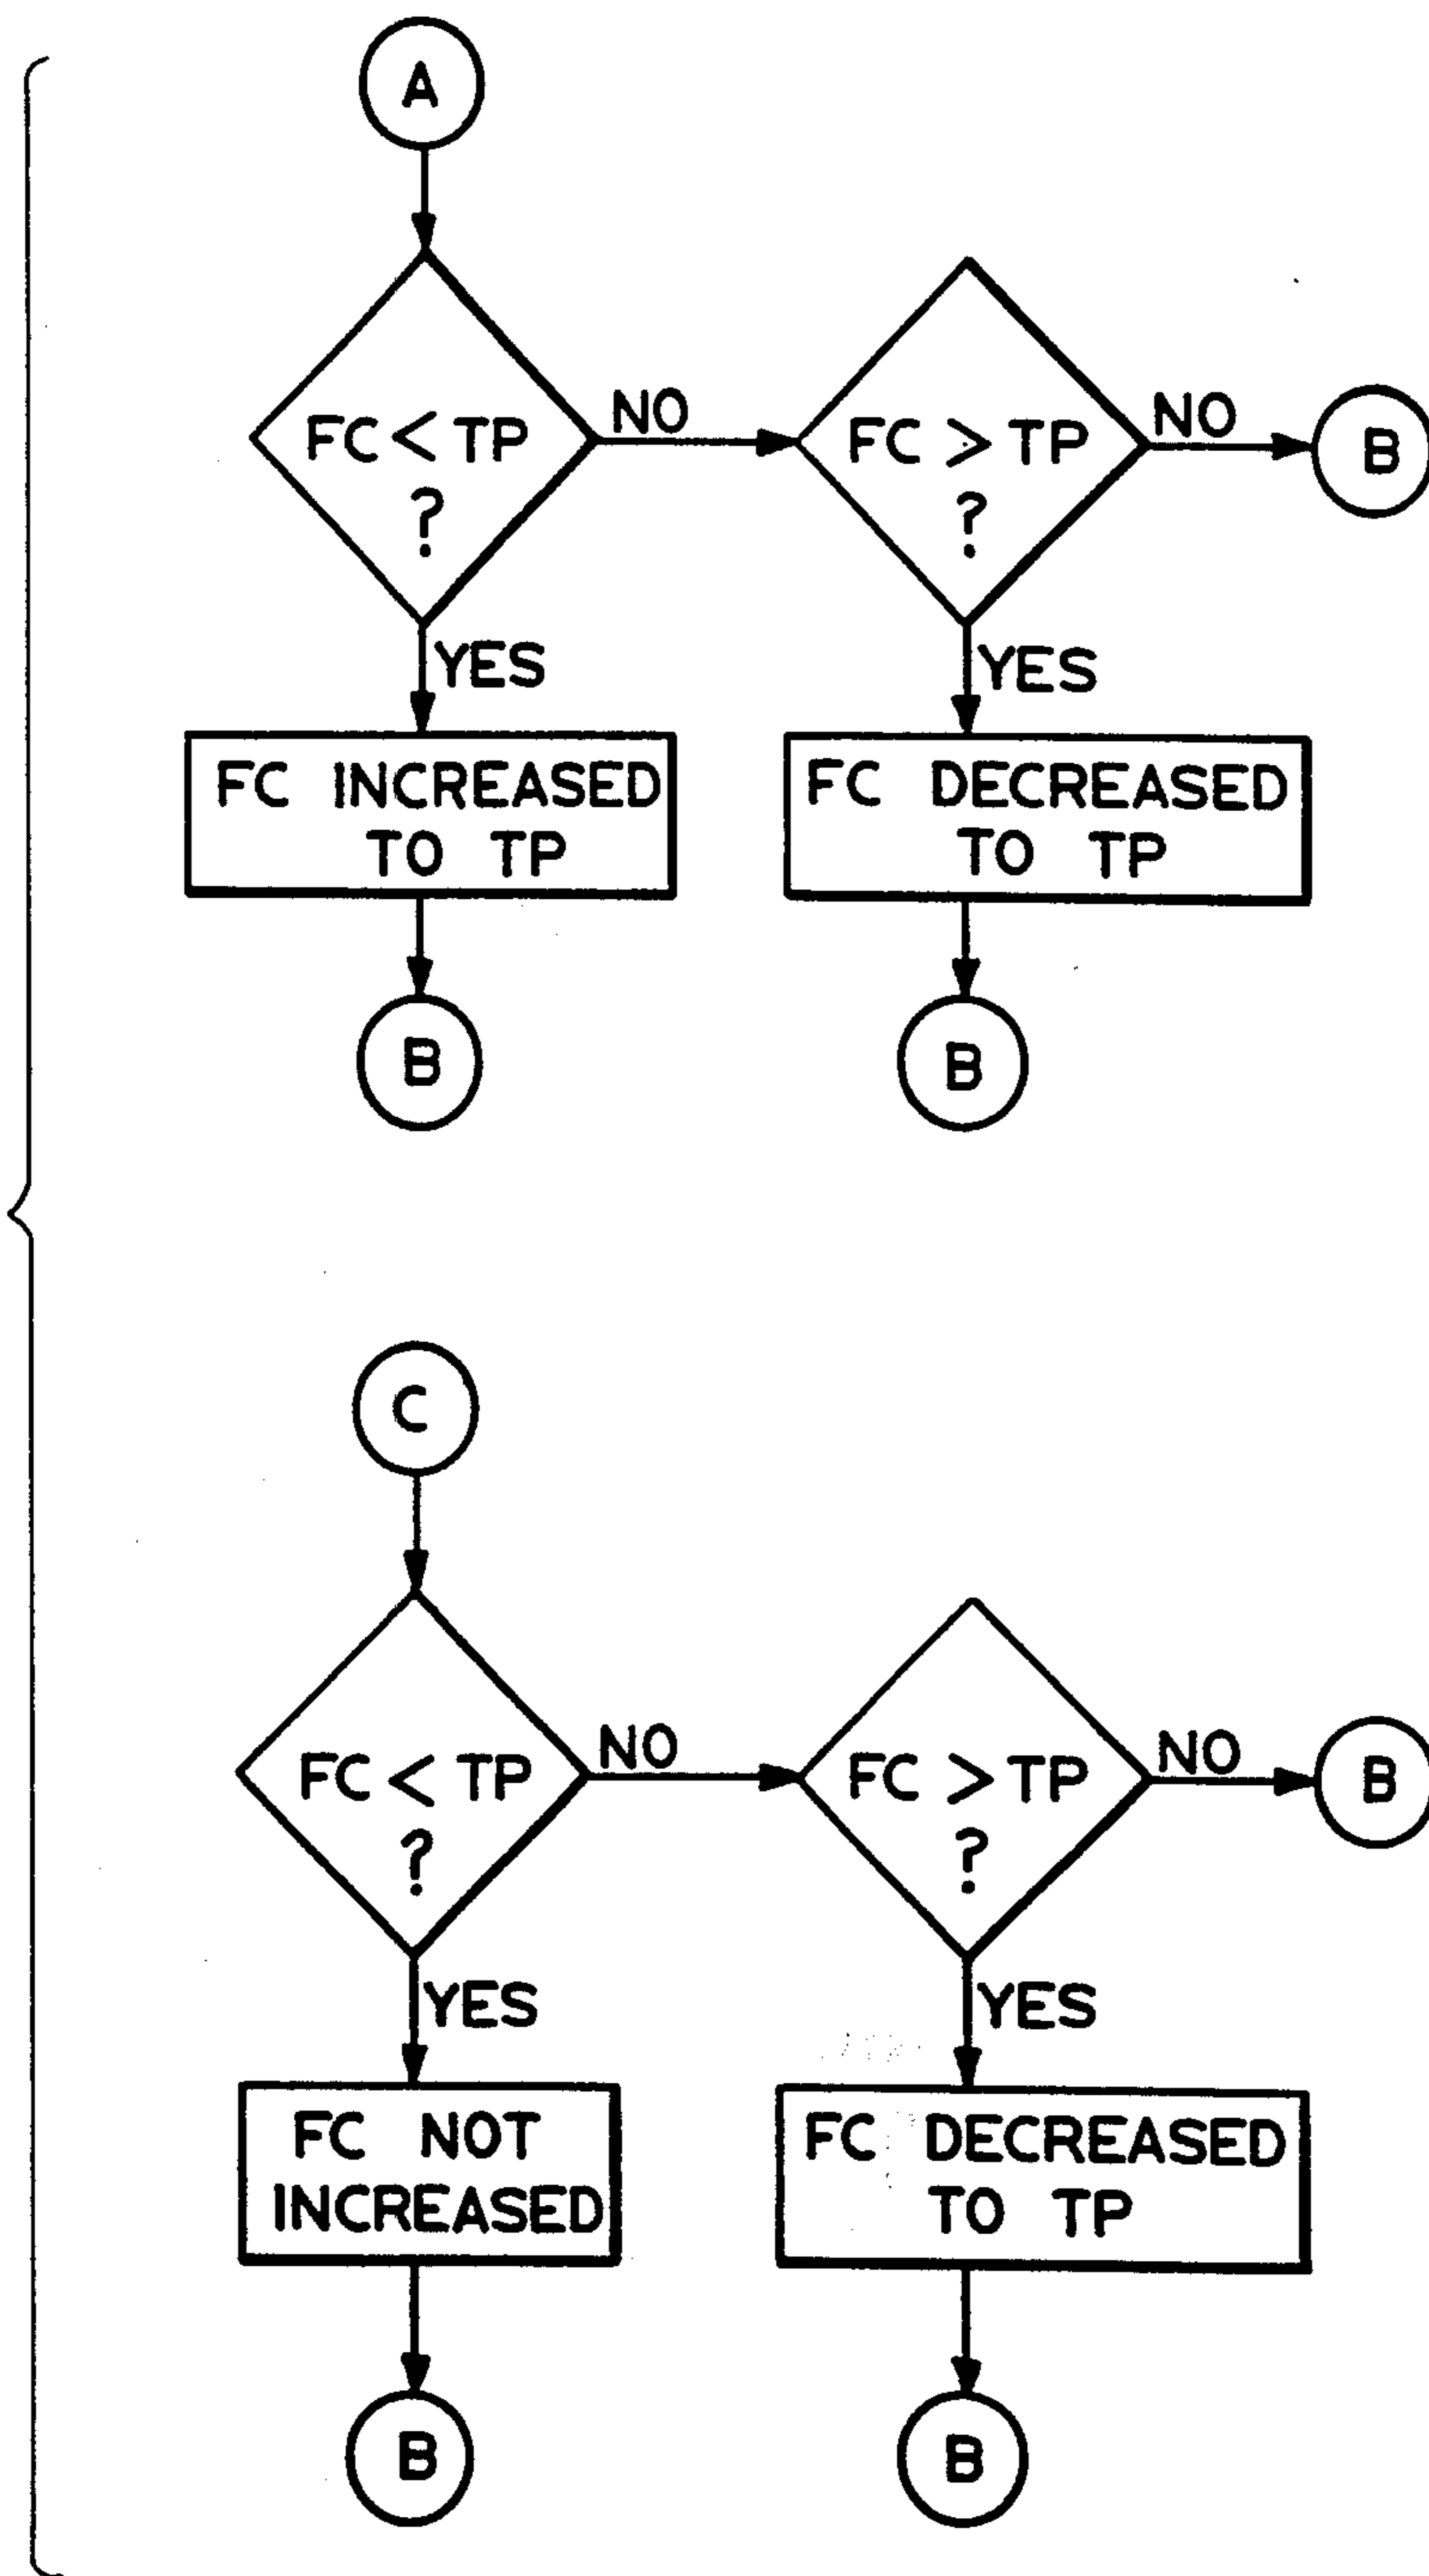 A
FC < TP
?
NO
FC > TP
?
NO
B
YES
YES
FC INCREASED
TO TP
FC DECREASED
TO TP
B
B
C
FC < TP
?
NO
FC > TP
?
NO
B
YES
YES
FC NOT
INCREASED
FC DECREASED
TO TP
B
B